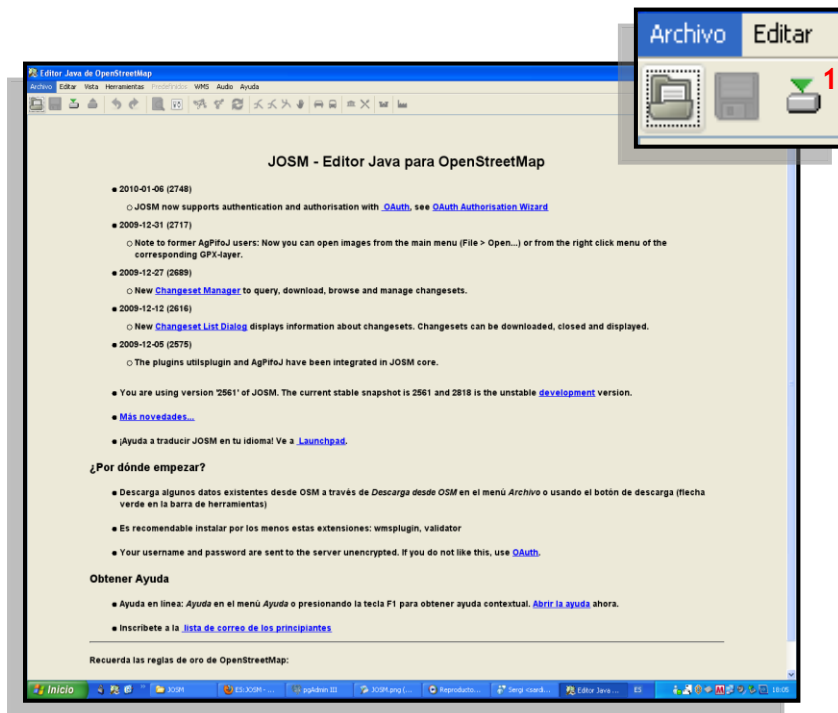 Archivo Editar
1
Editor Java de OpenStreetMap
Archivo Editar Vista Herramientas Predefinidos WMS Audio Ayuda
JOSM - Editor Java para OpenStreetMap
2010-01-06 (2748)
JOSM now supports authentication and authorisation with OAuth, see OAuth Authorisation Wizard
2009-12-31 (2717)
Note to former AgPifoJ users: Now you can open images from the main menu (File > Open...) or from the right click menu of the
corresponding GPX-layer.
2009-12-27 (2689)
New Changeset Manager to query, download, browse and manage changesets.
2009-12-12 (2616)
New Changeset List Dialog displays information about changesets. Changesets can be downloaded, closed and displayed.
2009-12-05 (2575)
The plugins utilsplugin and AgPifoJ have been integrated in JOSM core.
You are using version '2561' of JOSM. The current stable snapshot is 2561 and 2818 is the unstable development version.
Más novedades...
¡Ayuda a traducir JOSM en tu idioma! Ve a Launchpad.
¿Por dónde empezar?
Descarga algunos datos existentes desde OSM a través de Descarga desde OSM en el menú Archivo o usando el botón de descarga (flecha
verde en la barra de herramientas)
Es recomendable instalar por los menos estas extensiones: wmsplugin, validator
Your username and password are sent to the server unencrypted. If you do not like this, use OAuth.
Obtener Ayuda
Ayuda en línea: Ayuda en el menú Ayuda o presionando la tecla F1 para obtener ayuda contextual. Abrir la ayuda ahora.
Inscríbete a la lista de correo de los principiantes
Recuerda las reglas de oro de OpenStreetMap:
Inicio JOSM ES:JOSM - ... pgAdmin III JOSM.png (... Reproducto... Sergi <sardi... Editor Java ... ES 18:05